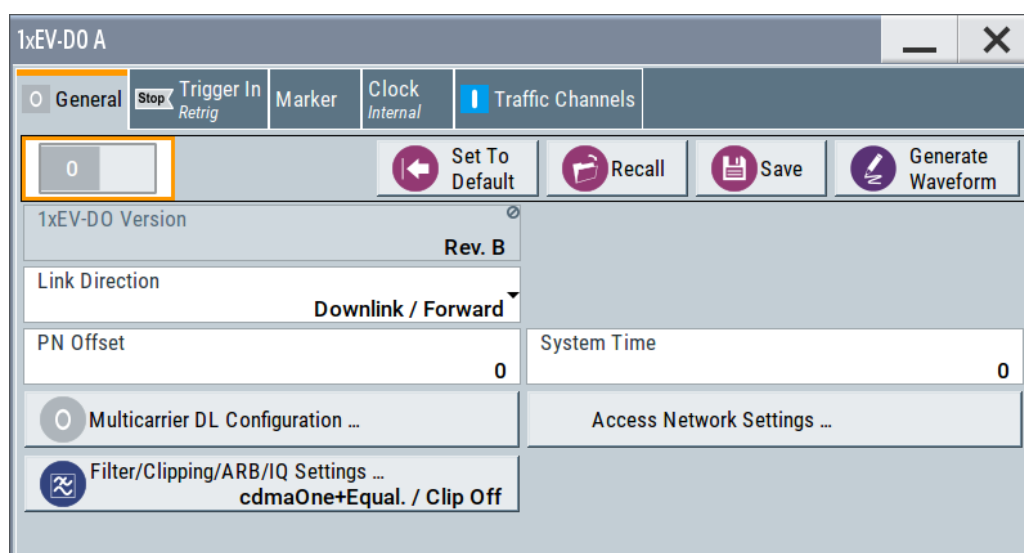 1xEV-DO A
0 General
Stop
Trigger In
Retrig
Marker
Clock
Internal
Traffic Channels
0
Set To
Default
Recall
Save
Generate
Waveform
1xEV-DO Version
Rev. B
Link Direction
Downlink / Forward
PN Offset
0
System Time
0
0 Multicarrier DL Configuration ...
Access Network Settings ...
Filter/Clipping/ARB/IQ Settings ...
cdmaOne+Equal. / Clip Off